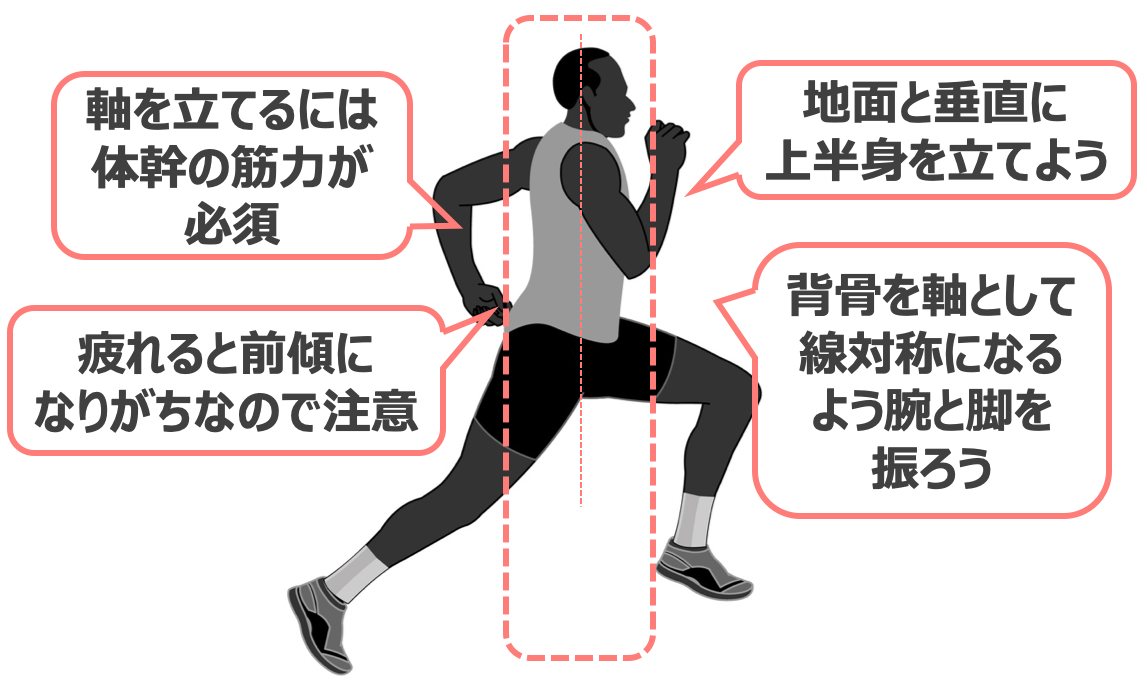 軸を立てるには
体幹の筋力が
必須
地面と垂直に
上半身を立てよう
疲れると前傾に
なりがちなので注意
背骨を軸として
線対称になる
よう腕と脚を
振ろう